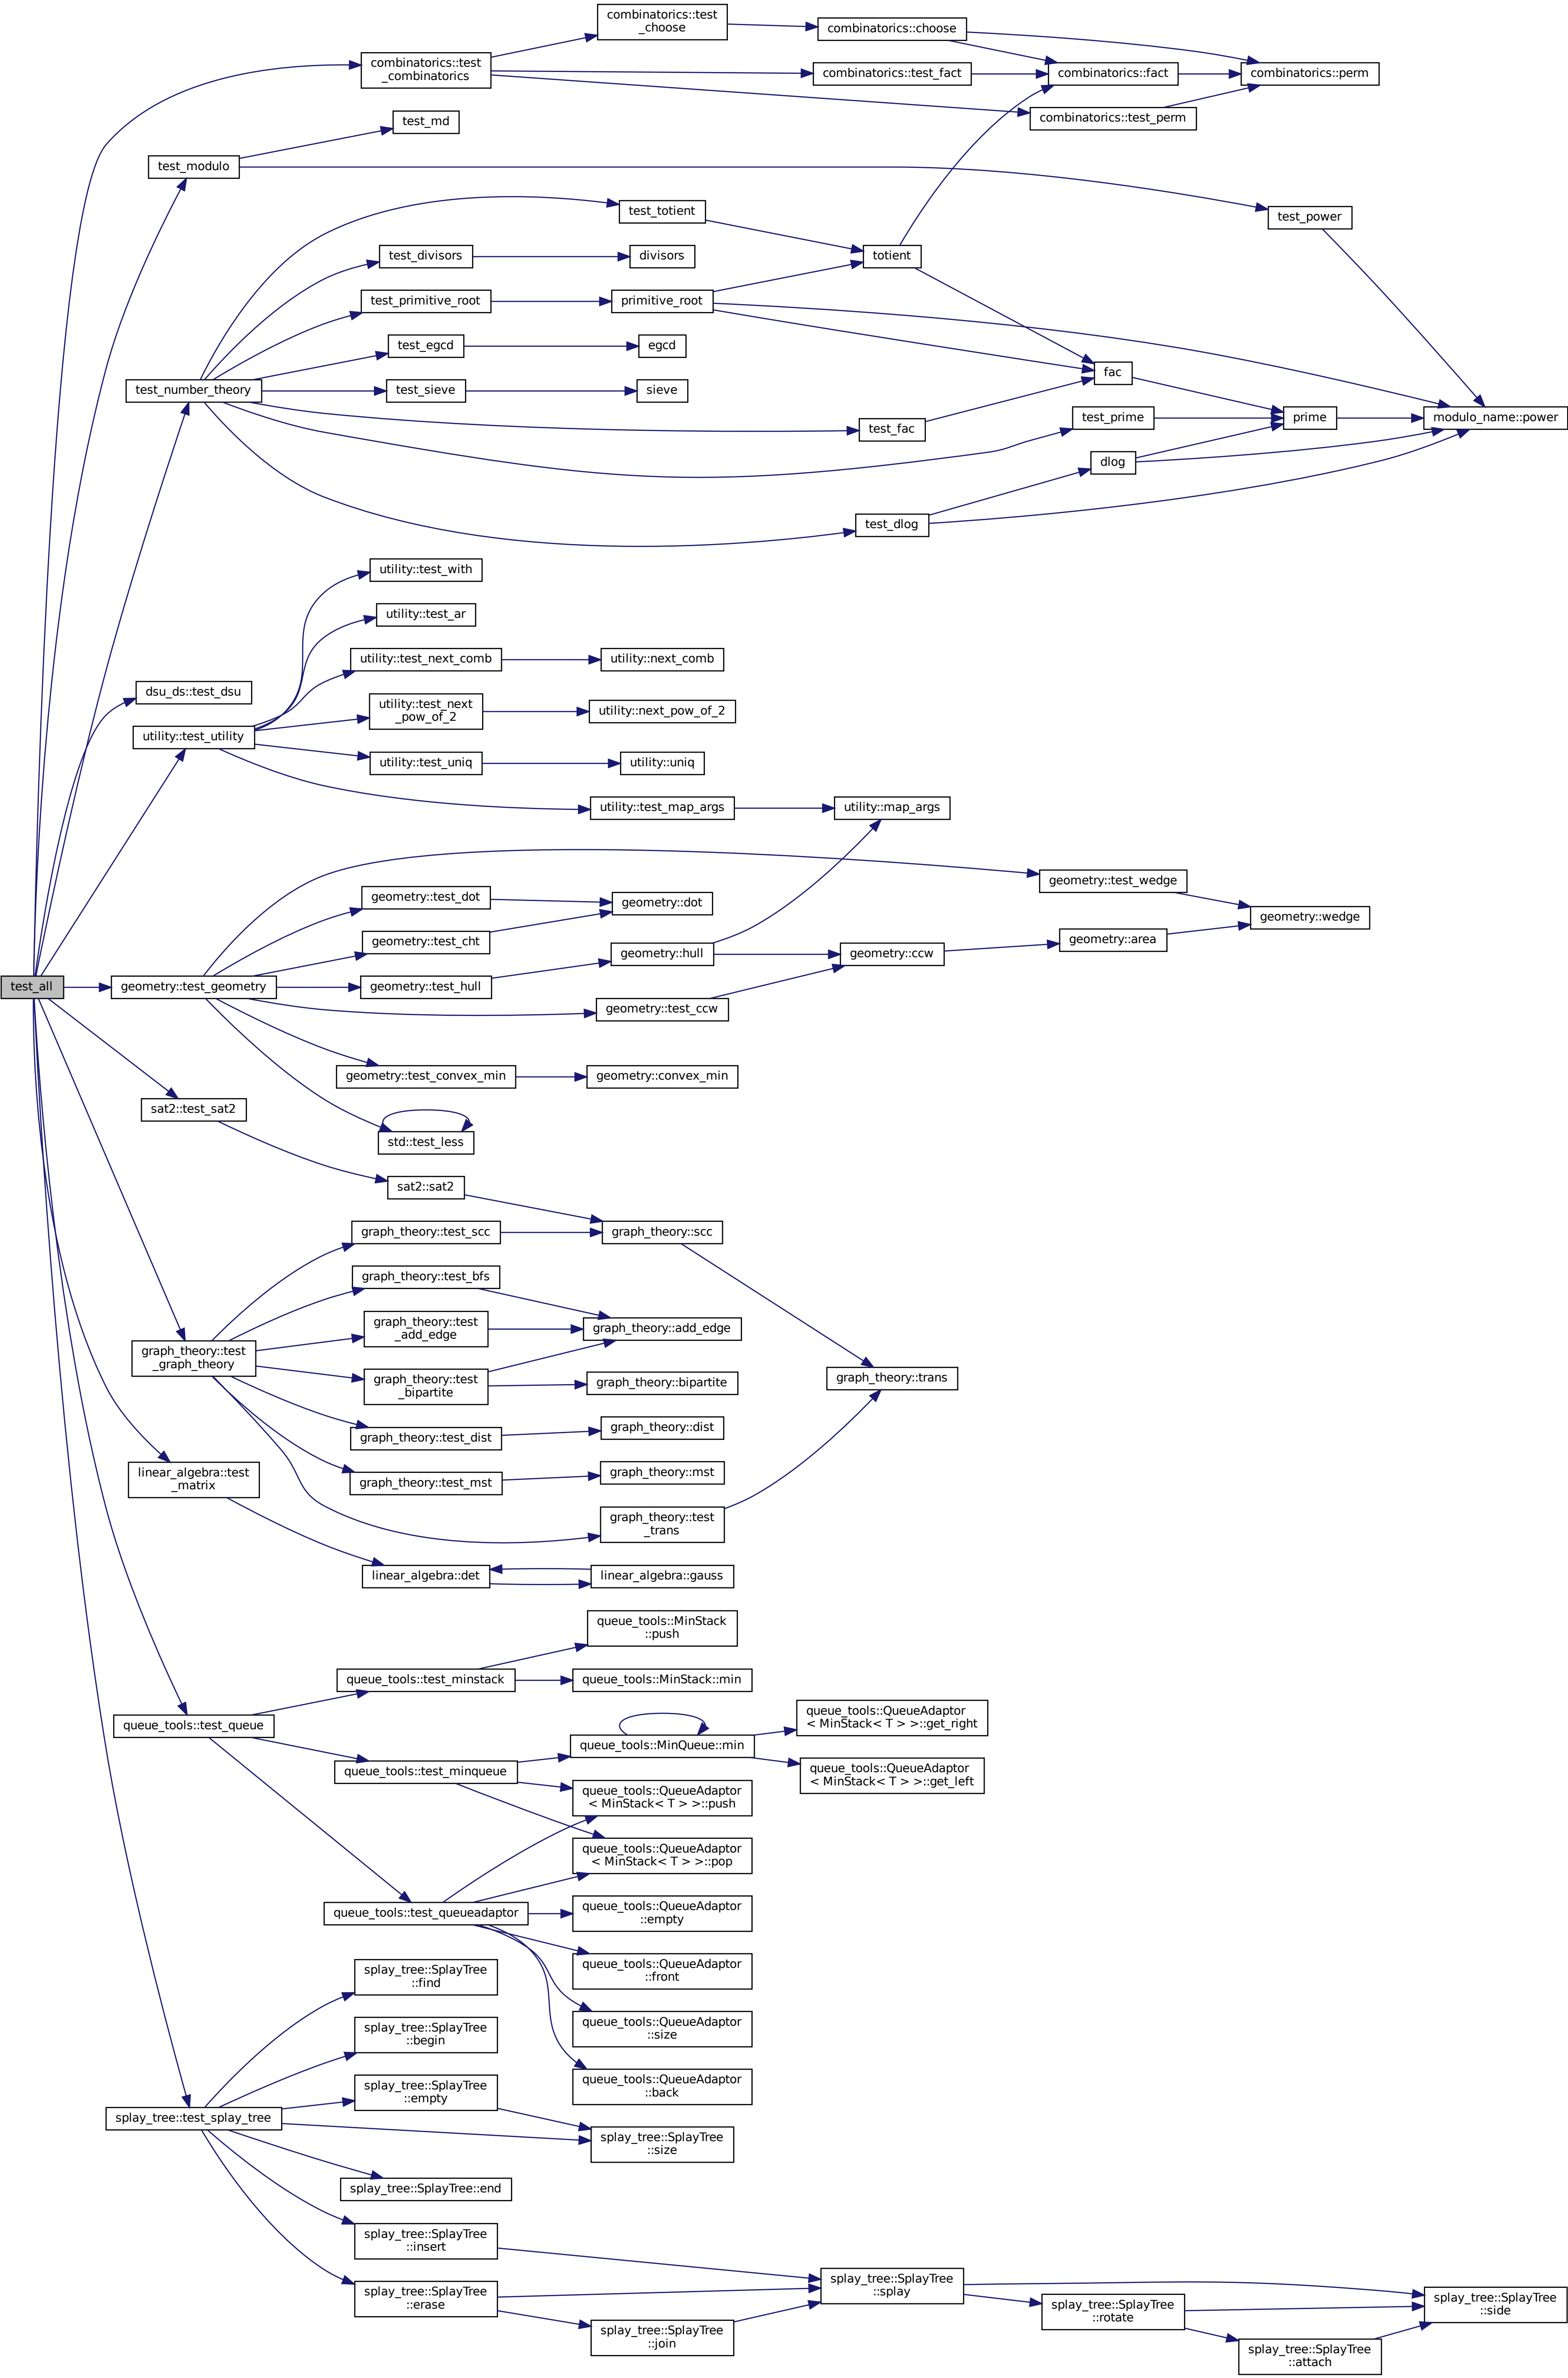 combinatorics::test
_choose
combinatorics::choose
combinatorics::test
_combinatorics
combinatorics::test_fact
combinatorics::fact
combinatorics::perm
combinatorics::test_perm
test_md
test_modulo
test_totient
test_power
test_divisors
divisors
totient
test_primitive_root
primitive_root
test_egcd
egcd
fac
test_number_theory
test_sieve
sieve
test_prime
prime
modulo_name::power
test_fac
dlog
test_dlog
utility::test_with
utility::test_ar
utility::test_next_comb
utility::next_comb
dsu_ds::test_dsu
utility::test_next
_pow_of_2
utility::next_pow_of_2
utility::test_utility
utility::test_uniq
utility::uniq
utility::test_map_args
utility::map_args
geometry::test_wedge
geometry::test_dot
geometry::dot
geometry::wedge
geometry::test_cht
geometry::area
geometry::hull
geometry::ccw
test_all
geometry::test_geometry
geometry::test_hull
geometry::test_ccw
geometry::test_convex_min
geometry::convex_min
sat2::test_sat2
std::test_less
sat2::sat2
graph_theory::test_scc
graph_theory::scc
graph_theory::test_bfs
graph_theory::test
_add_edge
graph_theory::add_edge
graph_theory::test
_graph_theory
graph_theory::test
_bipartite
graph_theory::bipartite
graph_theory::trans
graph_theory::test_dist
graph_theory::dist
linear_algebra::test
_matrix
graph_theory::test_mst
graph_theory::mst
graph_theory::test
_trans
linear_algebra::det
linear_algebra::gauss
queue_tools::MinStack
::push
queue_tools::test_minstack
queue_tools::MinStack::min
queue_tools::QueueAdaptor
< MinStack< T > >::get_right
queue_tools::test_queue
queue_tools::MinQueue::min
queue_tools::test_minqueue
queue_tools::QueueAdaptor
< MinStack< T > >::get_left
queue_tools::QueueAdaptor
< MinStack< T > >::push
queue_tools::QueueAdaptor
< MinStack< T > >::pop
queue_tools::test_queueadaptor
queue_tools::QueueAdaptor
::empty
queue_tools::QueueAdaptor
::front
splay_tree::SplayTree
::find
queue_tools::QueueAdaptor
::size
splay_tree::SplayTree
::begin
queue_tools::QueueAdaptor
::back
splay_tree::SplayTree
::empty
splay_tree::test_splay_tree
splay_tree::SplayTree
::size
splay_tree::SplayTree::end
splay_tree::SplayTree
::insert
splay_tree::SplayTree
::erase
splay_tree::SplayTree
::splay
splay_tree::SplayTree
::join
splay_tree::SplayTree
::rotate
splay_tree::SplayTree
::side
splay_tree::SplayTree
::attach